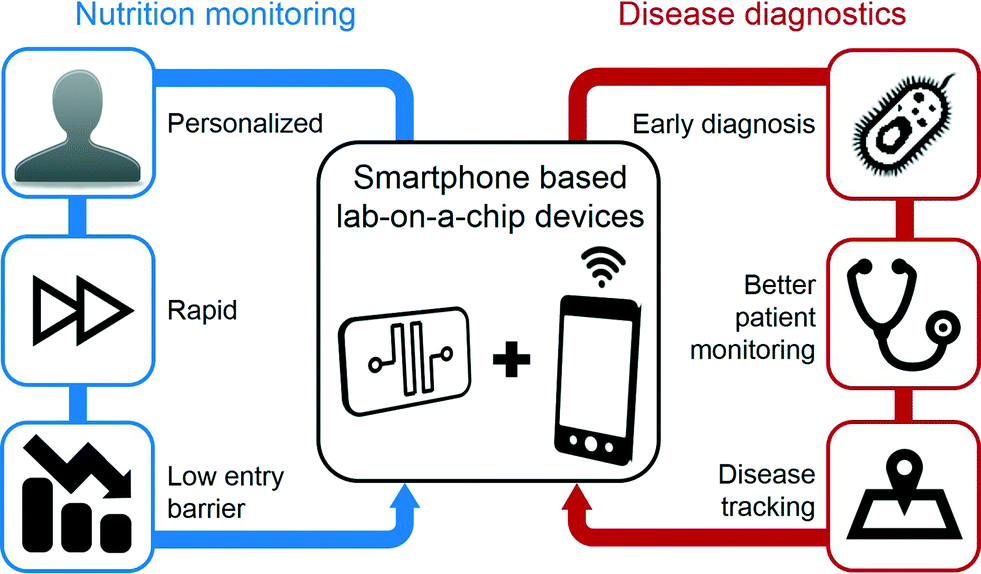 Nutrition monitoring
Disease diagnostics
Personalized
Early diagnosis
Smartphone based
lab-on-a-chip devices
Rapid
Better
patient
monitoring
Low entry
barrier
Disease
tracking